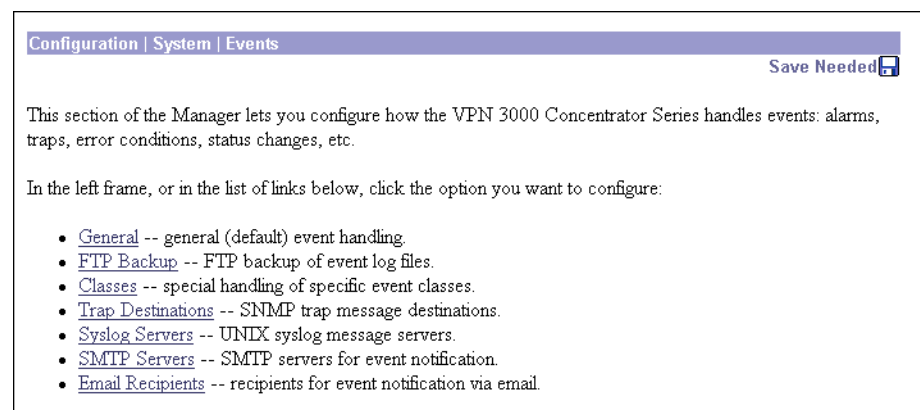 Configuration | System | Events
Save Needed
This section of the Manager lets you configure how the VPN 3000 Concentrator Series handles events: alarms,
traps, error conditions, status changes, etc.
In the left frame, or in the list of links below, click the option you want to configure:
• General -- general (default) event handling.
• FTP Backup -- FTP backup of event log files.
• Classes -- special handling of specific event classes.
• Trap Destinations -- SNMP trap message destinations.
• Syslog Servers -- UNIX syslog message servers.
• SMTP Servers -- SMTP servers for event notification.
• Email Recipients -- recipients for event notification via email.